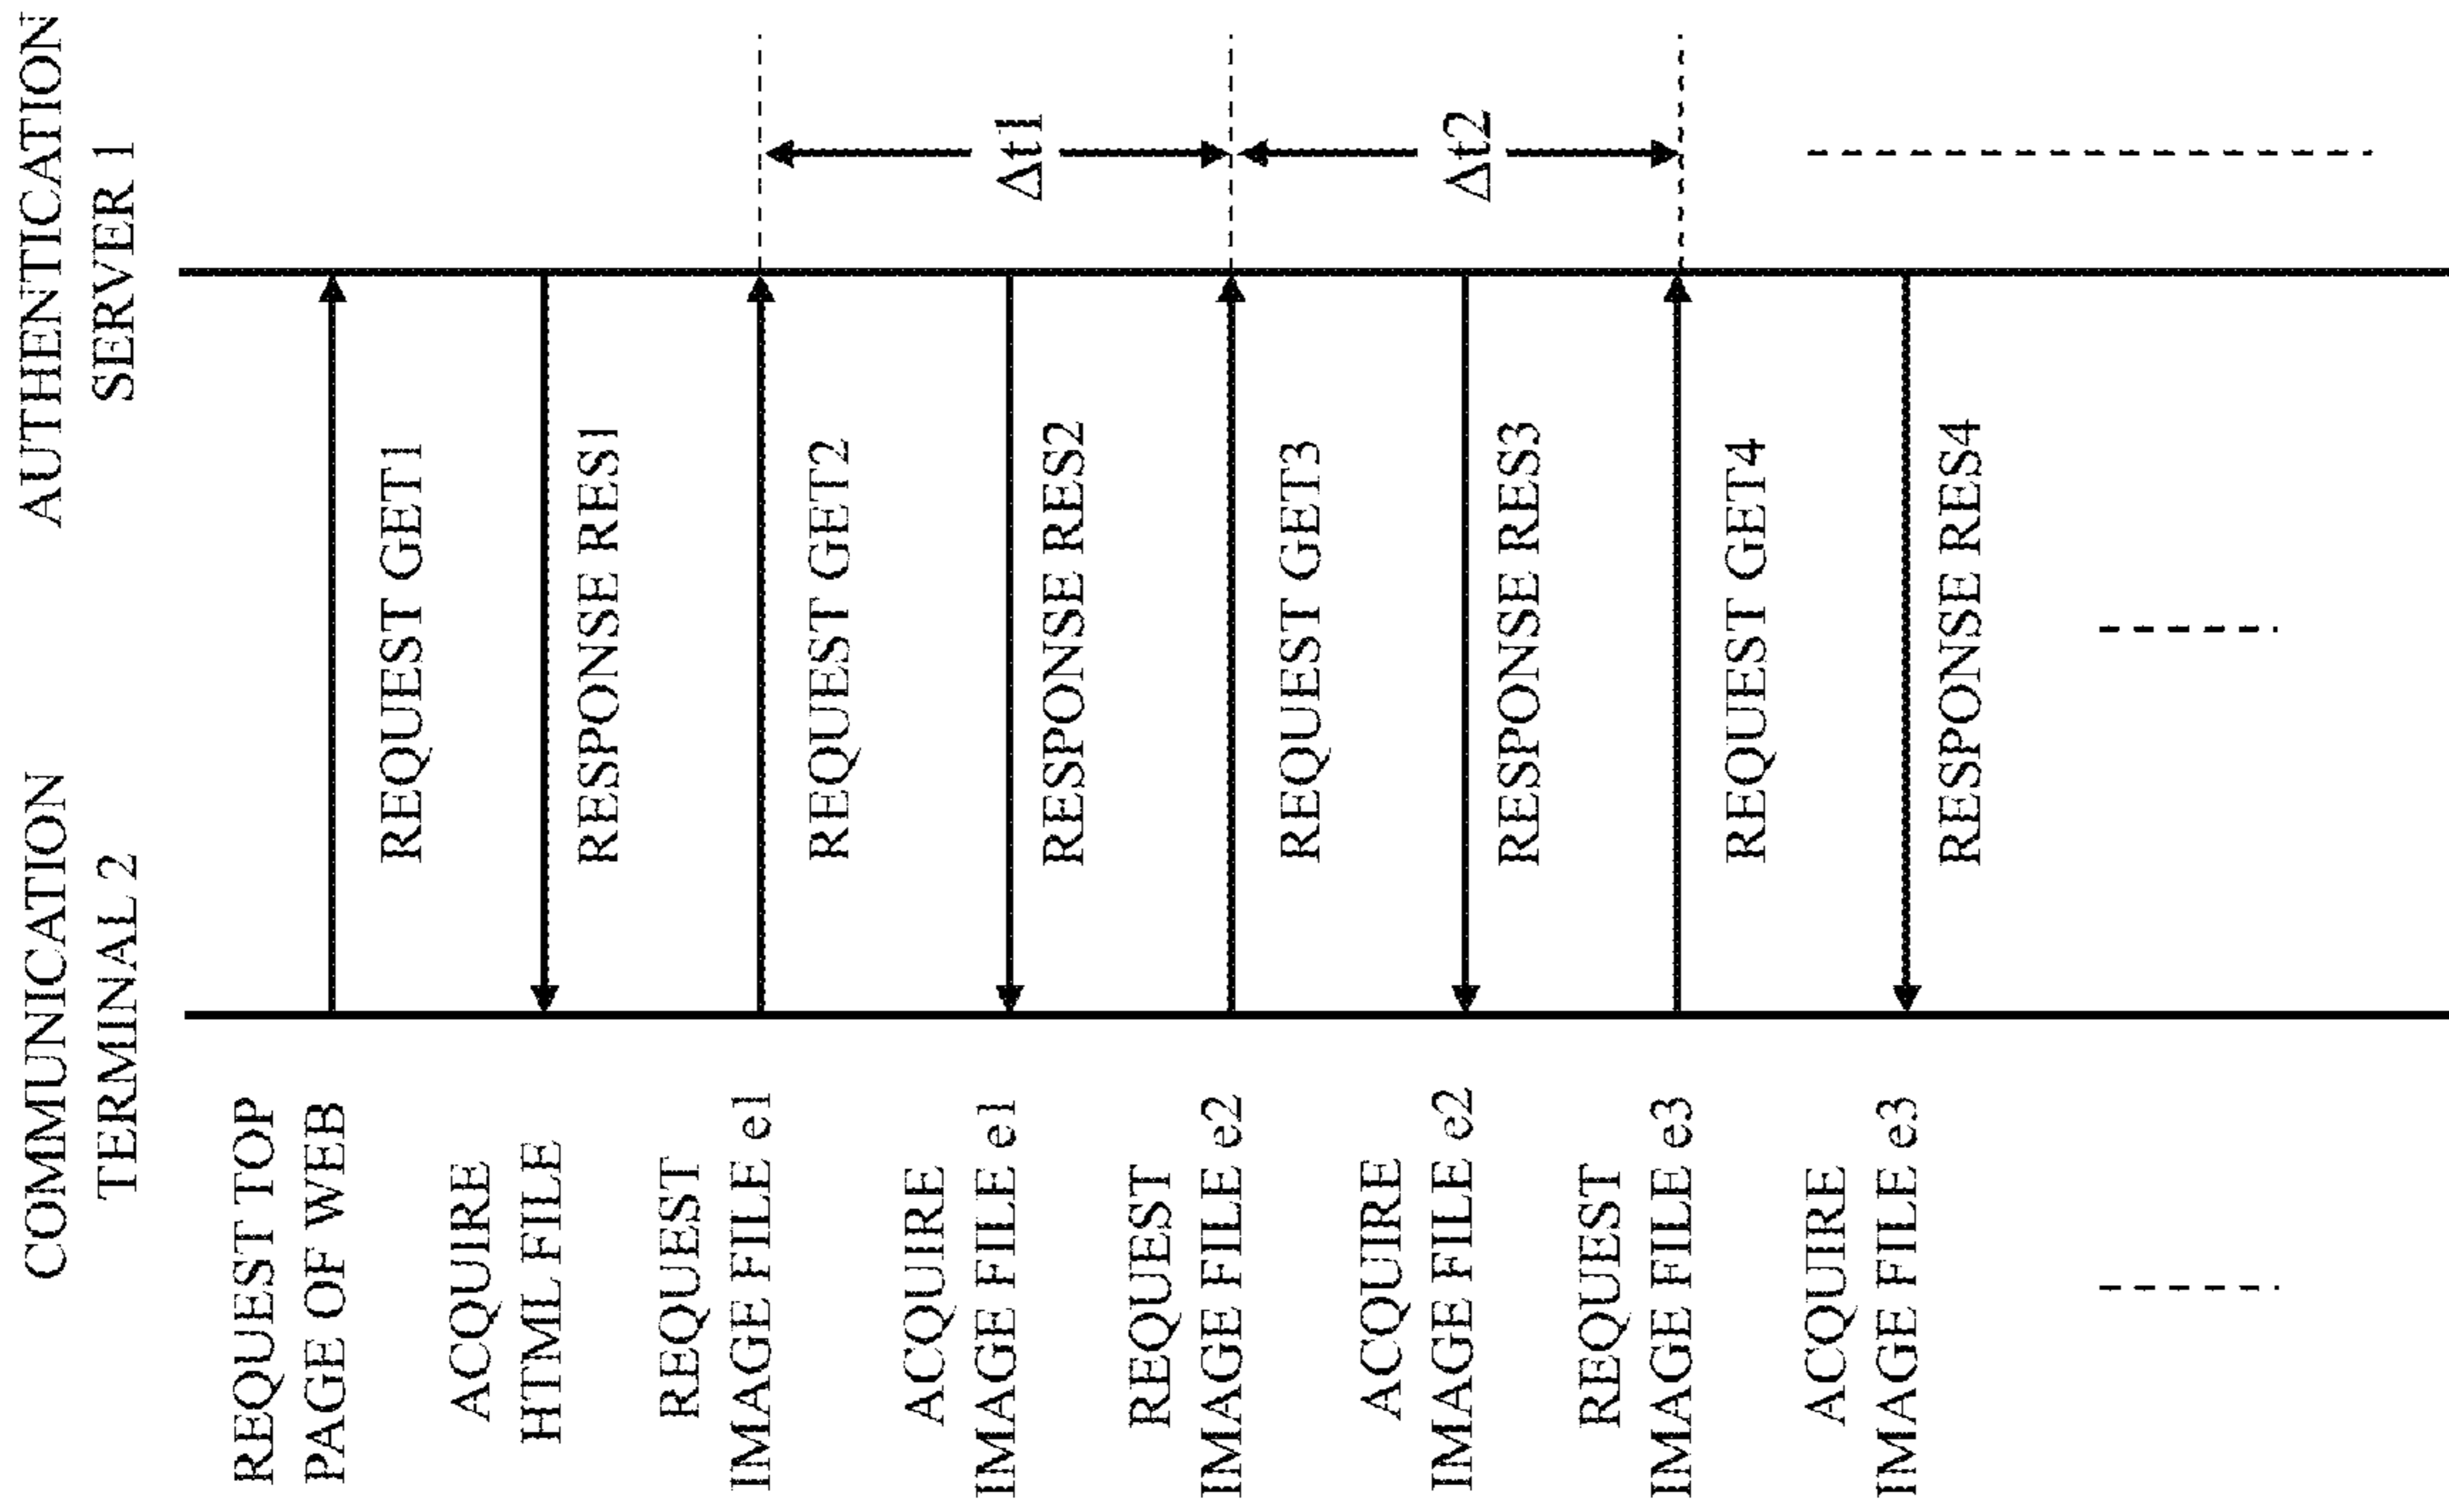 COMMUNICATION
TERMINAL 2
AUTHENTICATION
SERVER 1
REQUEST TOP
PAGE OF WEB
REQUEST GET1
ACQUIRE
HTML FILE
RESPONSE RES1
REQUEST
IMAGE FILE e1
REQUEST GET2
ACQUIRE
IMAGE FILE e1
RESPONSE RES2
Δt1
REQUEST
IMAGE FILE e2
REQUEST GET3
ACQUIRE
IMAGE FILE e2
RESPONSE RES3
Δt2
REQUEST
IMAGE FILE e3
REQUEST GET4
ACQUIRE
IMAGE FILE e3
RESPONSE RES4